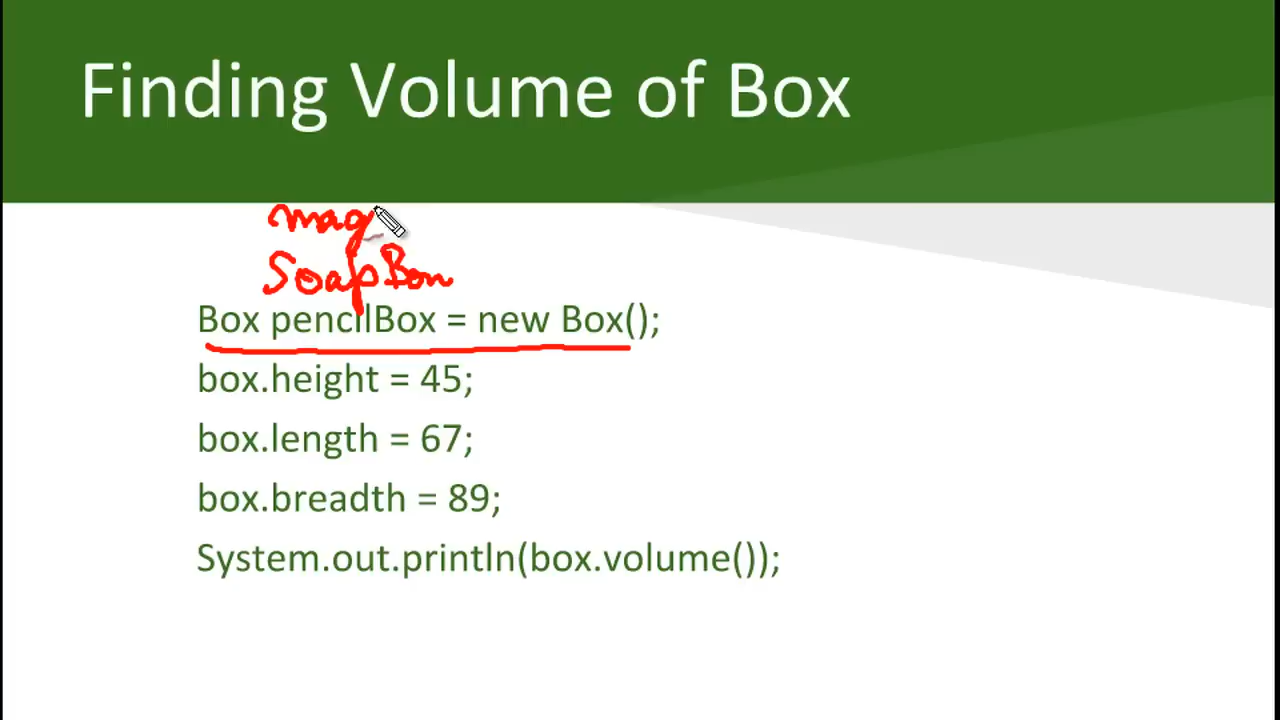 Finding Volume of Box
mag
SoapBox
Box pencilBox = new Box();
box.height = 45;
box.length = 67;
box.breadth = 89;
System.out.println(box.volume());